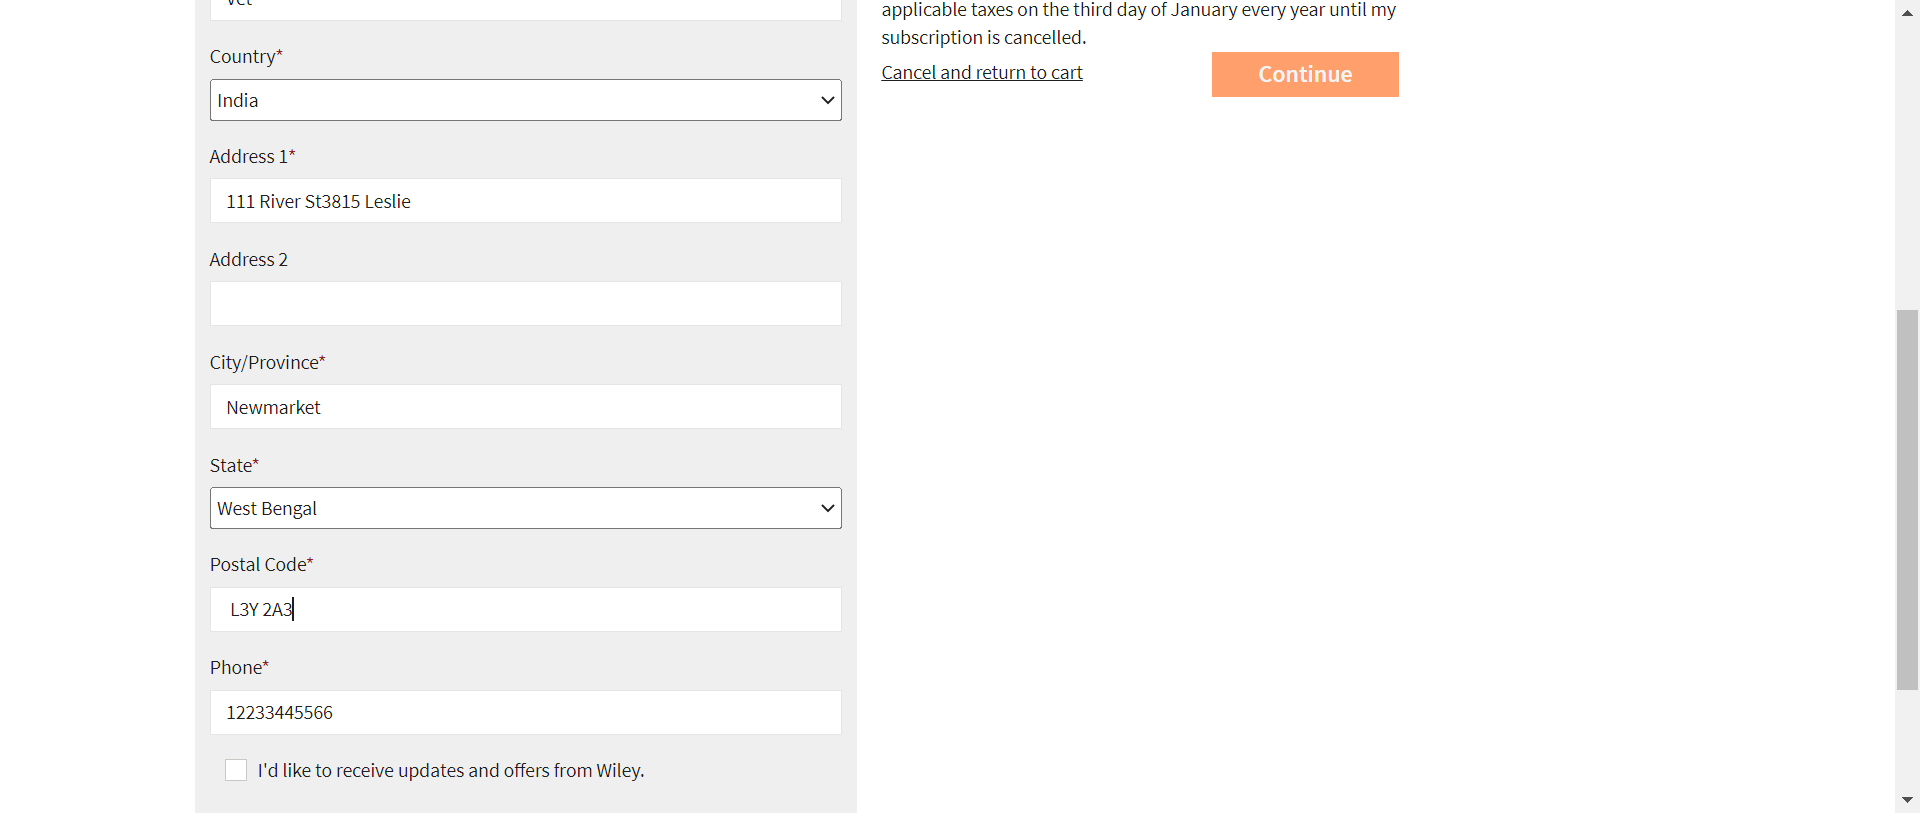 Country*
India
Address 1*
111 River St3815 Leslie
Address 2
City/Province*
Newmarket
State*
West Bengal
Postal Code*
L3Y 2A3
Phone*
12233445566
I'd like to receive updates and offers from Wiley.
applicable taxes on the third day of January every year until my
subscription is cancelled.
Cancel and return to cart
Continue